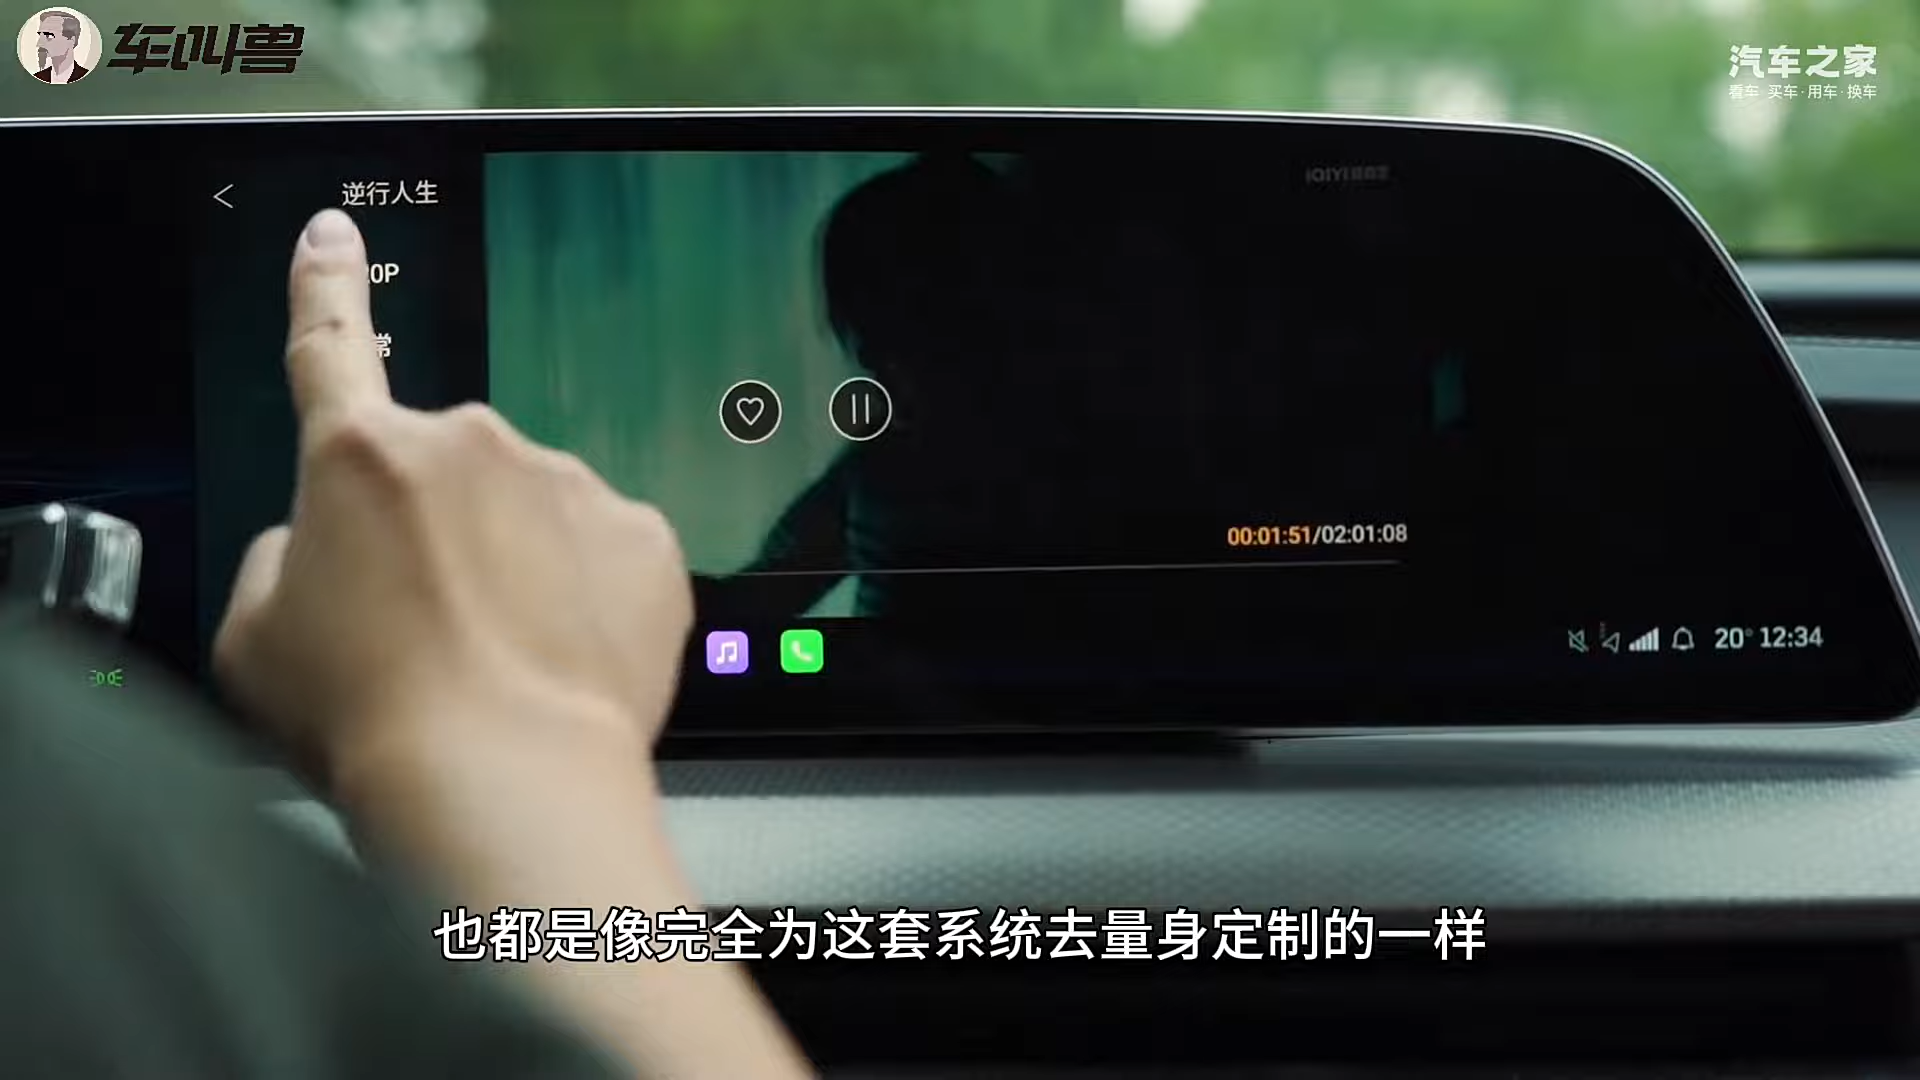 车叫兽
汽车之家
看车·买车·用车·换车
逆行人生
0P
常
00:01:51/02:01:08
20° 12:34
也都是像完全为这套系统去量身定制的一样